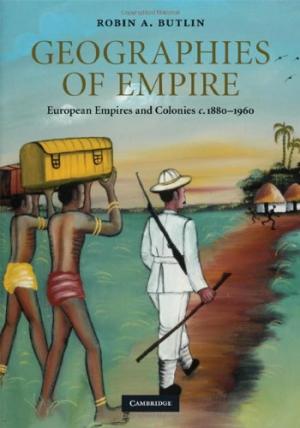 ROBIN A. BUTLIN
GEOGRAPHIES
OF EMPIRE
European Empires and Colonies c. 1880–1960
CAMBRIDGE